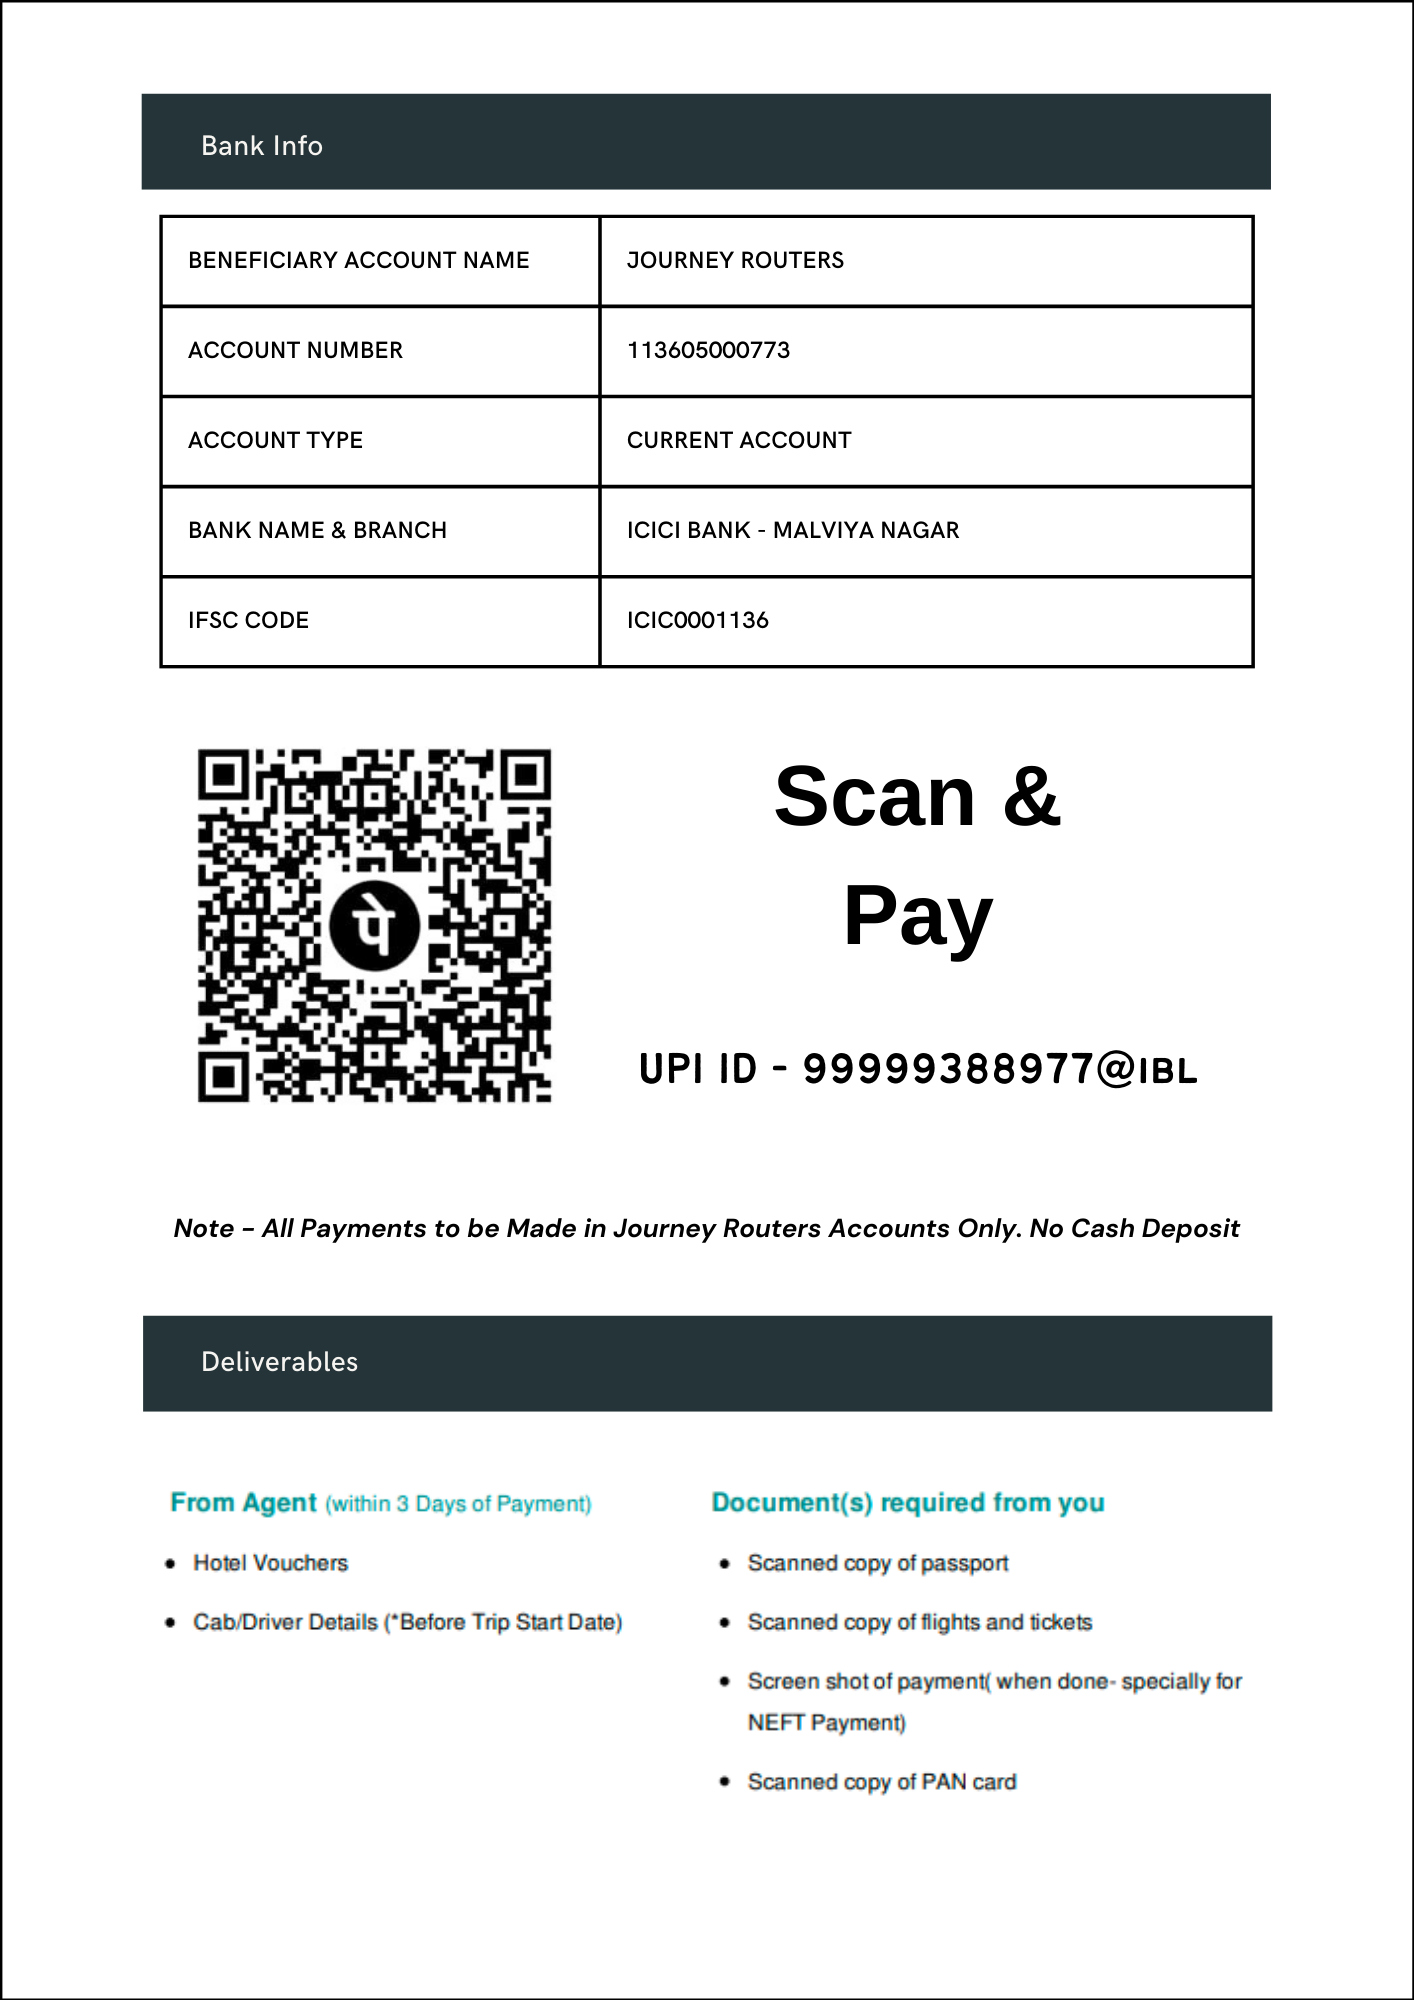 Bank Info
BENEFICIARY ACCOUNT NAME
JOURNEY ROUTERS
ACCOUNT NUMBER
113605000773
ACCOUNT TYPE
CURRENT ACCOUNT
BANK NAME & BRANCH
ICICI BANK - MALVIYA NAGAR
IFSC CODE
ICIC0001136
पे
Scan &
Pay
UPI ID - 99999388977@IBL
Note – All Payments to be Made in Journey Routers Accounts Only. No Cash Deposit
Deliverables
From Agent (within 3 Days of Payment)
• Hotel Vouchers
• Cab/Driver Details (*Before Trip Start Date)
Document(s) required from you
• Scanned copy of passport
• Scanned copy of flights and tickets
• Screen shot of payment( when done- specially for
NEFT Payment)
• Scanned copy of PAN card